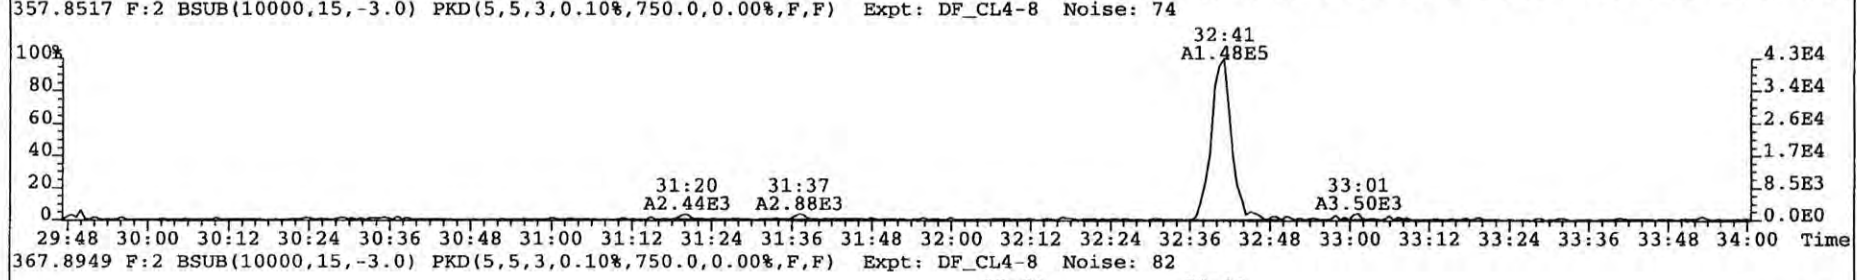 357.8517 F:2 BSUB(10000,15,-3.0) PKD(5,5,3,0.10%,750.0,0.00%,F,F) Expt: DF_CL4-8 Noise: 74
32:41
100% A1.48E5 4.3E4
80 3.4E4
60 2.6E4
40 1.7E4
20 31:20 31:37 33:01 8.5E3
A2.44E3 A2.88E3 A3.50E3
0 0.0E0
29:48 30:00 30:12 30:24 30:36 30:48 31:00 31:12 31:24 31:36 31:48 32:00 32:12 32:24 32:36 32:48 33:00 33:12 33:24 33:36 33:48 34:00 Time
367.8949 F:2 BSUB(10000,15,-3.0) PKD(5,5,3,0.10%,750.0,0.00%,F,F) Expt: DF_CL4-8 Noise: 82